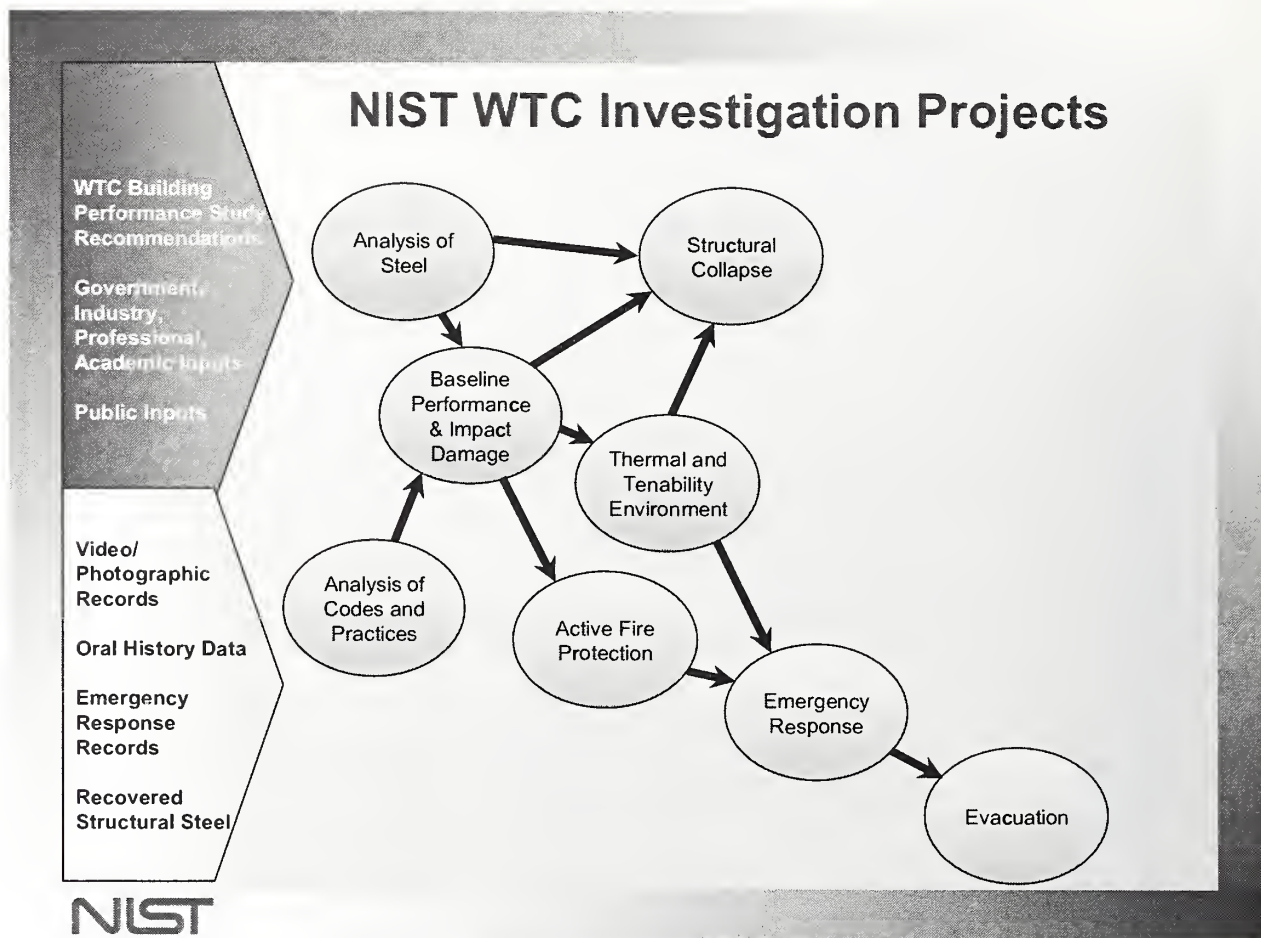 NIST WTC Investigation Projects
WTC Building
Performance Study
Recommendations
Government,
Industry,
Professional,
Academic Inputs
Public Inputs
Video/
Photographic
Records
Oral History Data
Emergency
Response
Records
Recovered
Structural Steel
Analysis of
Steel
Structural
Collapse
Baseline
Performance
& Impact
Damage
Thermal and
Tenability
Environment
Analysis of
Codes and
Practices
Active Fire
Protection
Emergency
Response
Evacuation
NIST